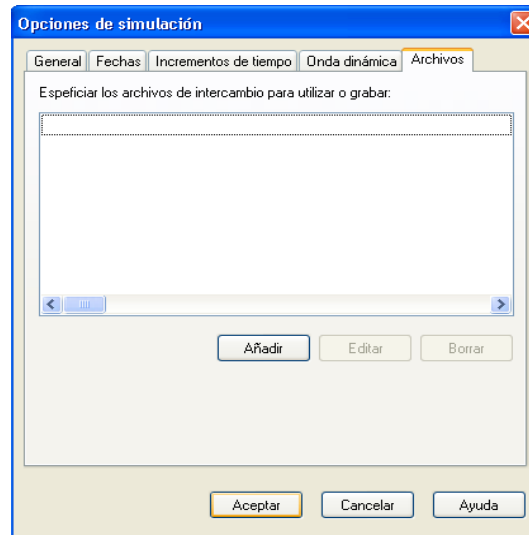 Opciones de simulación
General Fechas Incrementos de tiempo Onda dinámica Archivos
Espeficiar los archivos de intercambio para utilizar o grabar:
Añadir Editar Borrar
Aceptar Cancelar Ayuda